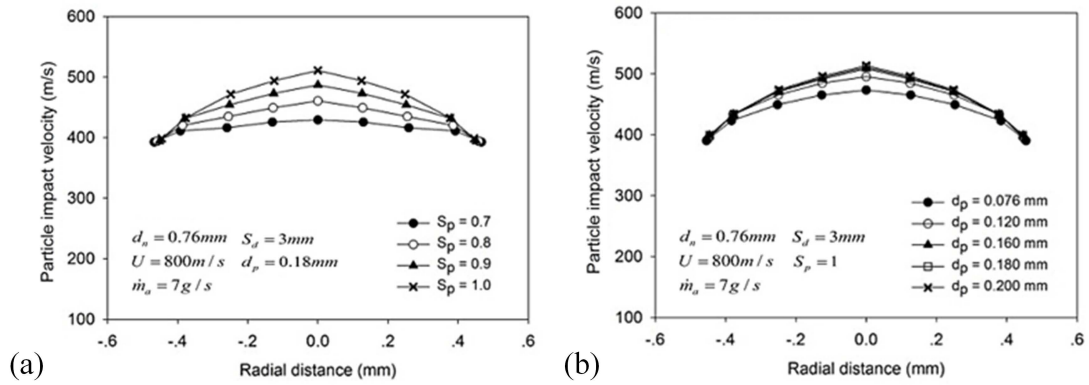 600
500
400
300
200
100
Particle impact velocity (m/s)
d_n = 0.76mm S_d = 3mm
U = 800m/s d_p = 0.18mm
ṁ_a = 7g/s
S_p = 0.7
S_p = 0.8
S_p = 0.9
S_p = 1.0
-.6 -.4 -.2 0.0 .2 .4 .6
Radial distance (mm)
(a)
600
500
400
300
200
100
Particle impact velocity (m/s)
d_n = 0.76mm S_d = 3mm
U = 800m/s S_p = 1
ṁ_a = 7g/s
d_p = 0.076 mm
d_p = 0.120 mm
d_p = 0.160 mm
d_p = 0.180 mm
d_p = 0.200 mm
-.6 -.4 -.2 0.0 .2 .4 .6
Radial distance (mm)
(b)